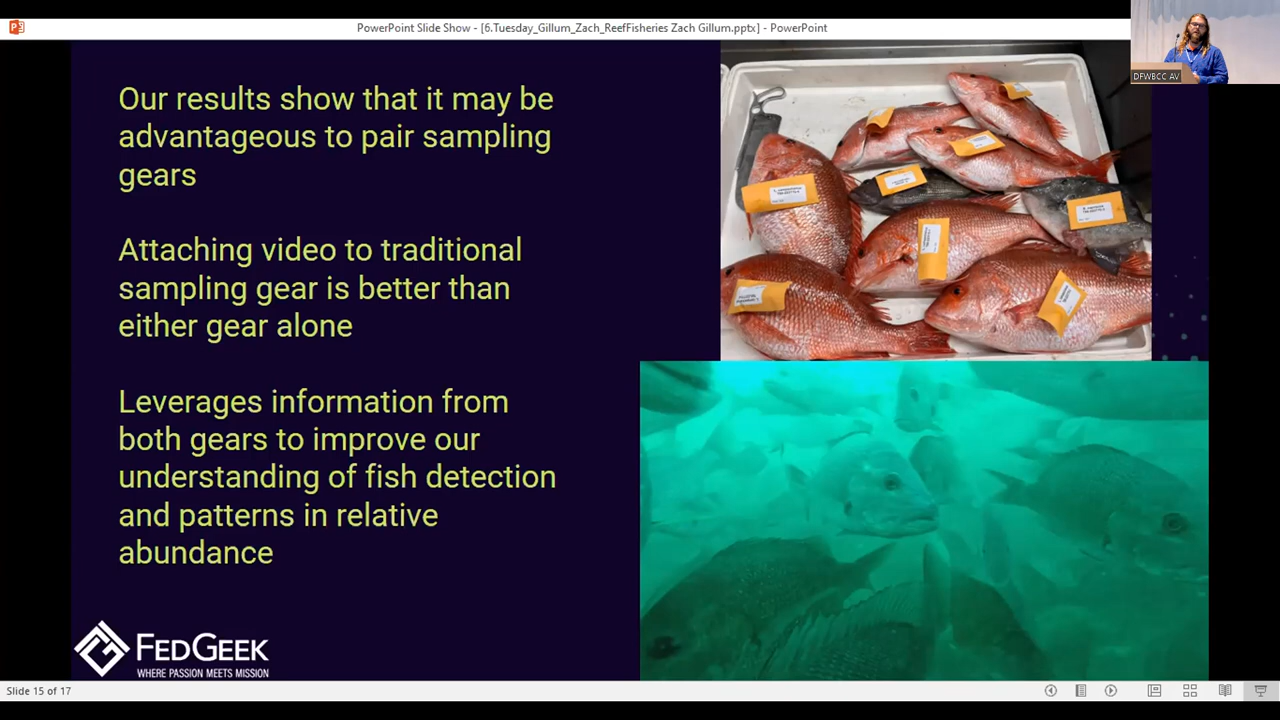 PowerPoint Slide Show - [6.Tuesday_Gillum_Zach_ReefFisheries Zach Gillum.pptx] - PowerPoint
DFWBCC AV
Our results show that it may be
advantageous to pair sampling
gears
Attaching video to traditional
sampling gear is better than
either gear alone
Leverages information from
both gears to improve our
understanding of fish detection
and patterns in relative
abundance
FEDGEEK
WHERE PASSION MEETS MISSION
Slide 15 of 17